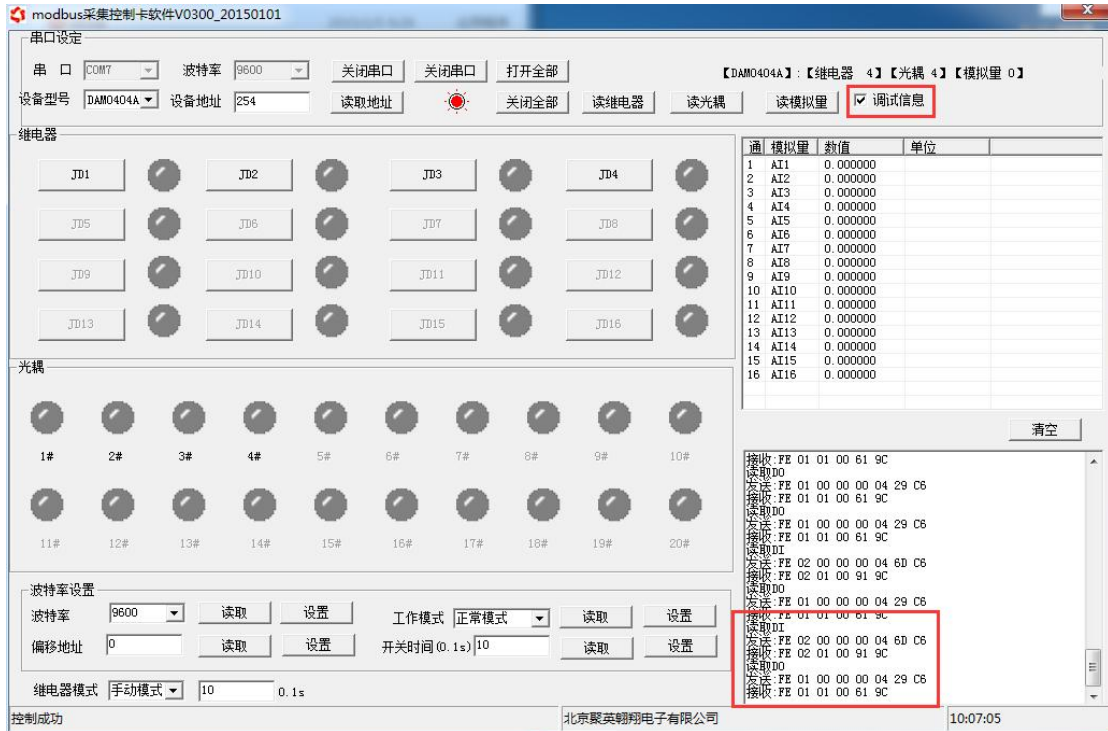 modbus采集控制卡软件V0300_20150101
串口设定
串 口 COM7 波特率 9600 关闭串口 关闭串口 打开全部 【DAM0404A】:【继电器 4】【光耦 4】【模拟量 0】
设备型号 DAM0404A 设备地址 254 读取地址 关闭全部 读继电器 读光耦 读模拟量 调试信息
继电器
JD1 JD2 JD3 JD4
JD5 JD6 JD7 JD8
JD9 JD10 JD11 JD12
JD13 JD14 JD15 JD16
通 模拟量 数值 单位
1 AI1 0.000000
2 AI2 0.000000
3 AI3 0.000000
4 AI4 0.000000
5 AI5 0.000000
6 AI6 0.000000
7 AI7 0.000000
8 AI8 0.000000
9 AI9 0.000000
10 AI10 0.000000
11 AI11 0.000000
12 AI12 0.000000
13 AI13 0.000000
14 AI14 0.000000
15 AI15 0.000000
16 AI16 0.000000
清空
光耦
1# 2# 3# 4# 5# 6# 7# 8# 9# 10#
11# 12# 13# 14# 15# 16# 17# 18# 19# 20#
接收:FE 01 01 00 61 9C
读取DO
发送:FE 01 00 00 00 04 29 C6
接收:FE 01 01 00 61 9C
读取DO
发送:FE 01 00 00 00 04 29 C6
接收:FE 01 01 00 61 9C
读取DI
发送:FE 02 00 00 00 04 6D C6
接收:FE 02 01 00 91 9C
读取DO
发送:FE 01 00 00 00 04 29 C6
接收:FE 01 01 00 61 9C
读取DI
发送:FE 02 00 00 00 04 6D C6
接收:FE 02 01 00 91 9C
读取DO
发送:FE 01 00 00 00 04 29 C6
接收:FE 01 01 00 61 9C
波特率设置
波特率 9600 读取 设置 工作模式 正常模式 读取 设置
偏移地址 0 读取 设置 开关时间(0.1s) 10 读取 设置
继电器模式 手动模式 10 0.1s
控制成功 北京聚英翱翔电子有限公司 10:07:05